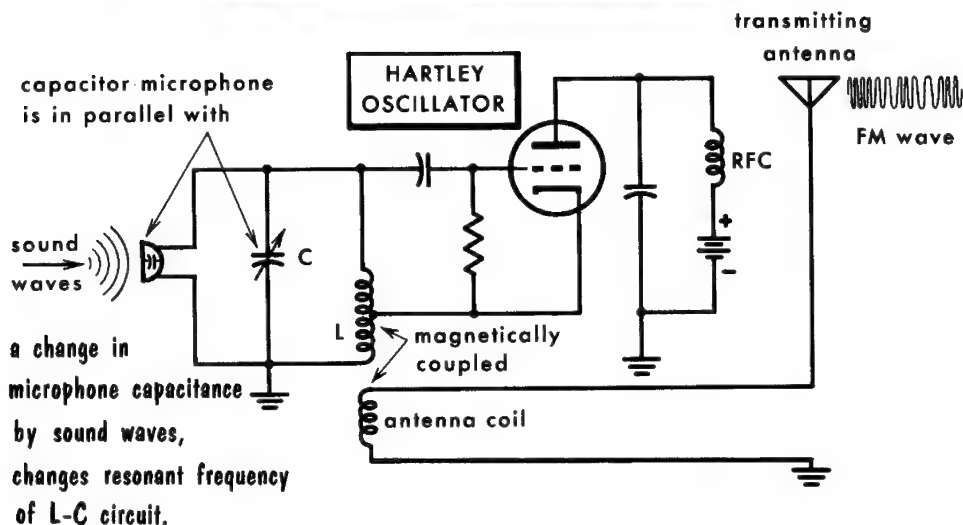 transmitting
antenna
HARTLEY
OSCILLATOR
capacitor microphone
is in parallel with
FM wave
RFC
+
-
sound
waves
C
L
magnetically
coupled
a change in
microphone capacitance
by sound waves,
changes resonant frequency
of L-C circuit.
antenna coil